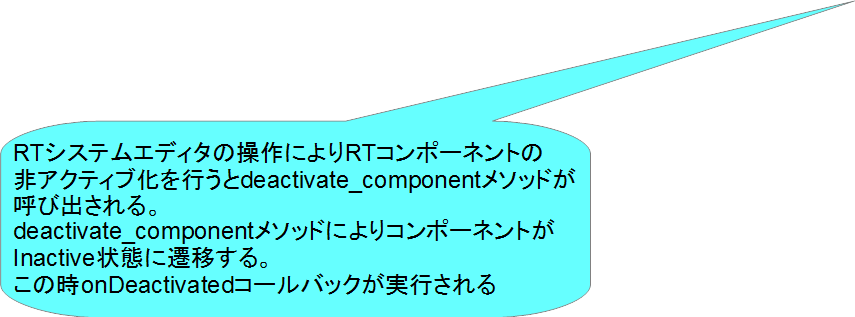 RTシステムエディタの操作によりRTコンポーネントの
非アクティブ化を行うとdeactivate_componentメソッドが
呼び出される。
deactivate_componentメソッドによりコンポーネントが
Inactive状態に遷移する。
この時onDeactivatedコールバックが実行される